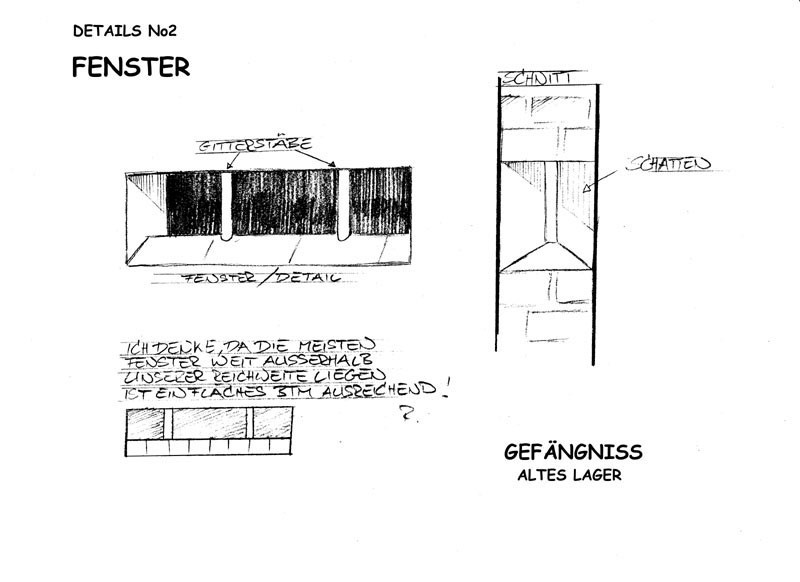 DETAILS No2
FENSTER
SCHNITT
GITTERSTÄBE
SCHATTEN
FENSTER/DETAIL
ICH DENKE, DA DIE MEISTEN
FENSTER WEIT AUSSERHALB
UNSERER REICHWEITE LIEGEN
IST EIN FLACHES BTM AUSREICHEND!
?
GEFÄNGNISS
ALTES LAGER